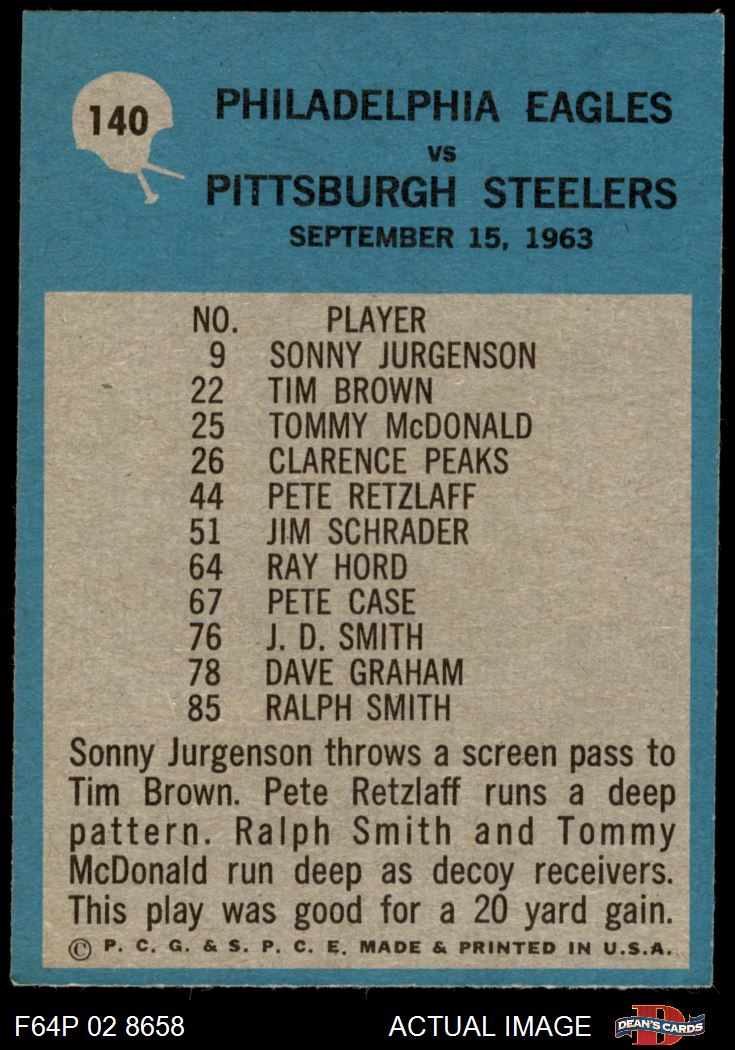 140
PHILADELPHIA EAGLES
VS
PITTSBURGH STEELERS
SEPTEMBER 15, 1963
NO. PLAYER
9 SONNY JURGENSON
22 TIM BROWN
25 TOMMY McDONALD
26 CLARENCE PEAKS
44 PETE RETZLAFF
51 JIM SCHRADER
64 RAY HORD
67 PETE CASE
76 J. D. SMITH
78 DAVE GRAHAM
85 RALPH SMITH
Sonny Jurgenson throws a screen pass to
Tim Brown. Pete Retzlaff runs a deep
pattern. Ralph Smith and Tommy
McDonald run deep as decoy receivers.
This play was good for a 20 yard gain.
© P. C. G. & S. P. C. E. MADE & PRINTED IN U.S.A.
F64P 02 8658 ACTUAL IMAGE D DEAN'S CARDS